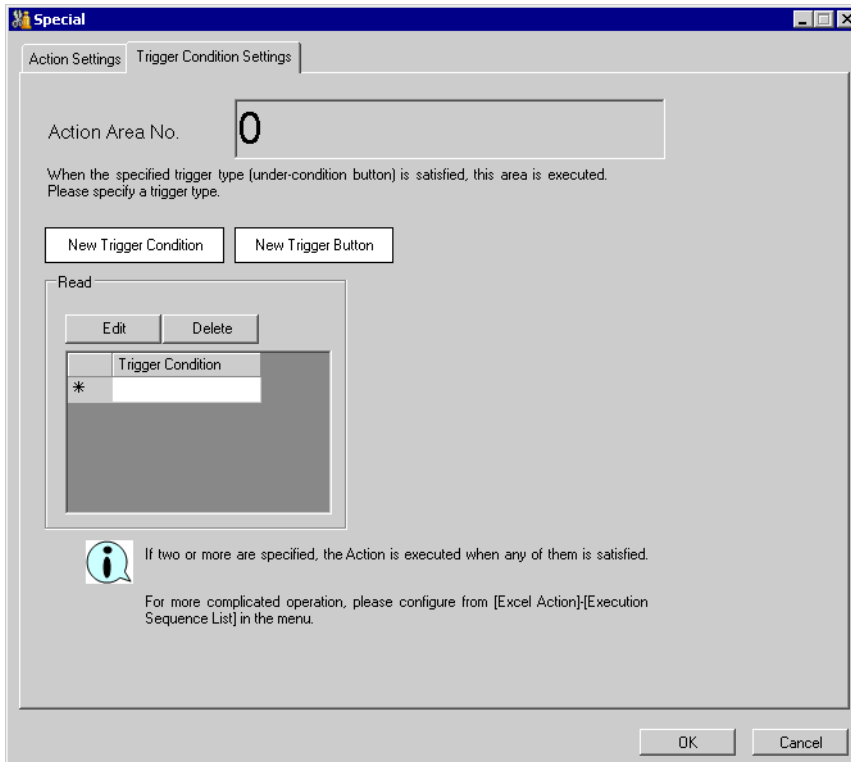 Special
Action Settings
Trigger Condition Settings
Action Area No.
0
When the specified trigger type (under-condition button) is satisfied, this area is executed.
Please specify a trigger type.
New Trigger Condition
New Trigger Button
Read
Edit
Delete
Trigger Condition
*
If two or more are specified, the Action is executed when any of them is satisfied.
For more complicated operation, please configure from [Excel Action]-[Execution
Sequence List] in the menu.
OK
Cancel